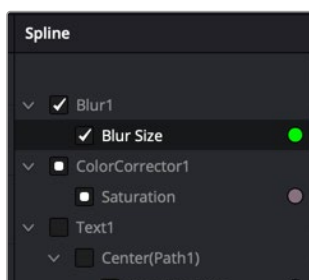 Spline
Blur1
Blur Size
ColorCorrector1
Saturation
Text1
Center(Path1)